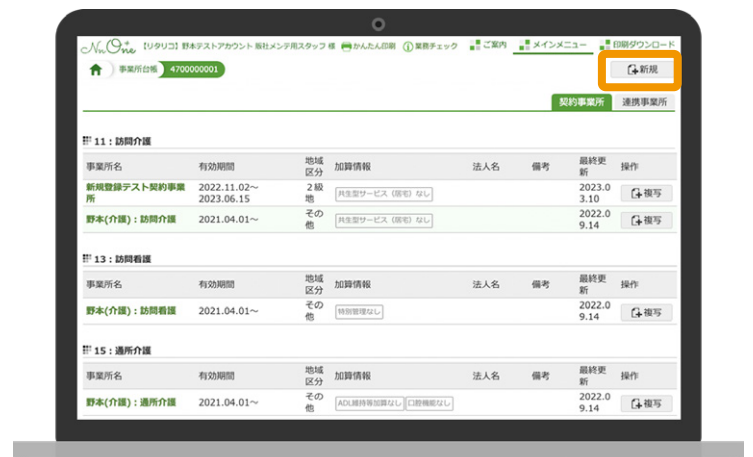 Nn One 【リタリコ】野本テストアカウント 販社メンテ用スタッフ 様 かんたん印刷 業務チェック ご案内 メインメニュー 印刷ダウンロード
事業所台帳 4700000001 新規
契約事業所 連携事業所
11：訪問介護
事業所名 有効期間 地域区分 加算情報 法人名 備考 最終更新 操作
新規登録テスト契約事業所 2022.11.02～2023.06.15 2級地 共生型サービス（居宅）なし 2023.03.10 複写
野本(介護)：訪問介護 2021.04.01～ その他 共生型サービス（居宅）なし 2022.09.14 複写
13：訪問看護
事業所名 有効期間 地域区分 加算情報 法人名 備考 最終更新 操作
野本(介護)：訪問看護 2021.04.01～ その他 特別管理なし 2022.09.14 複写
15：通所介護
事業所名 有効期間 地域区分 加算情報 法人名 備考 最終更新 操作
野本(介護)：通所介護 2021.04.01～ その他 ADL維持等加算なし 口腔機能なし 2022.09.14 複写